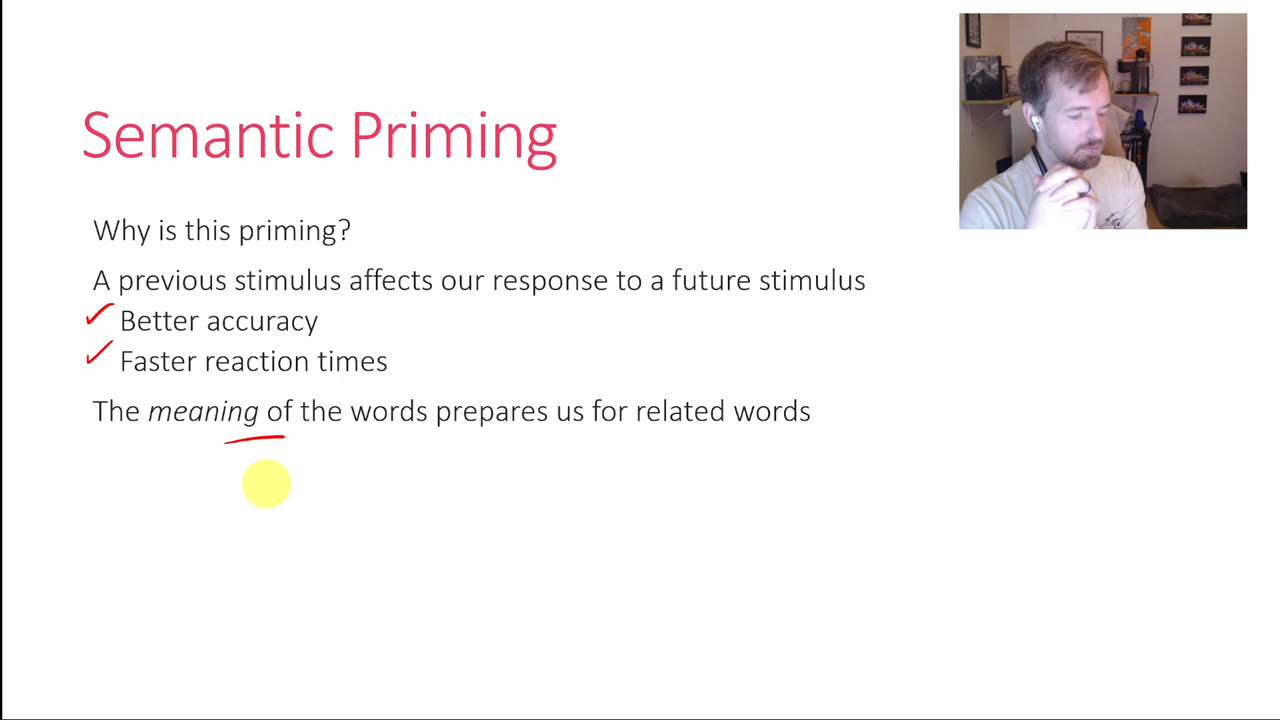 Semantic Priming
Why is this priming?
A previous stimulus affects our response to a future stimulus
Better accuracy
Faster reaction times
The meaning of the words prepares us for related words